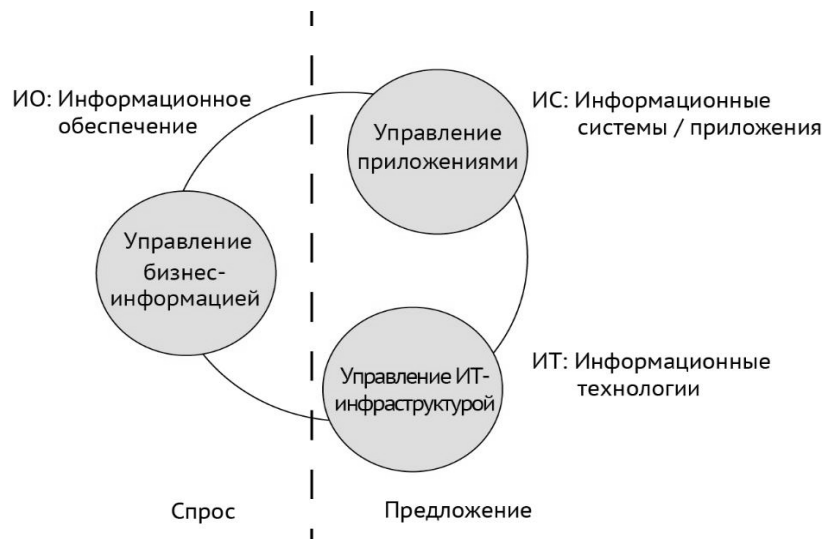 ИО: Информационное
обеспечение
ИС: Информационные
системы / приложения
Управление
приложениями
Управление
бизнес-
информацией
Управление ИТ-
инфраструктурой
ИТ: Информационные
технологии
Спрос
Предложение